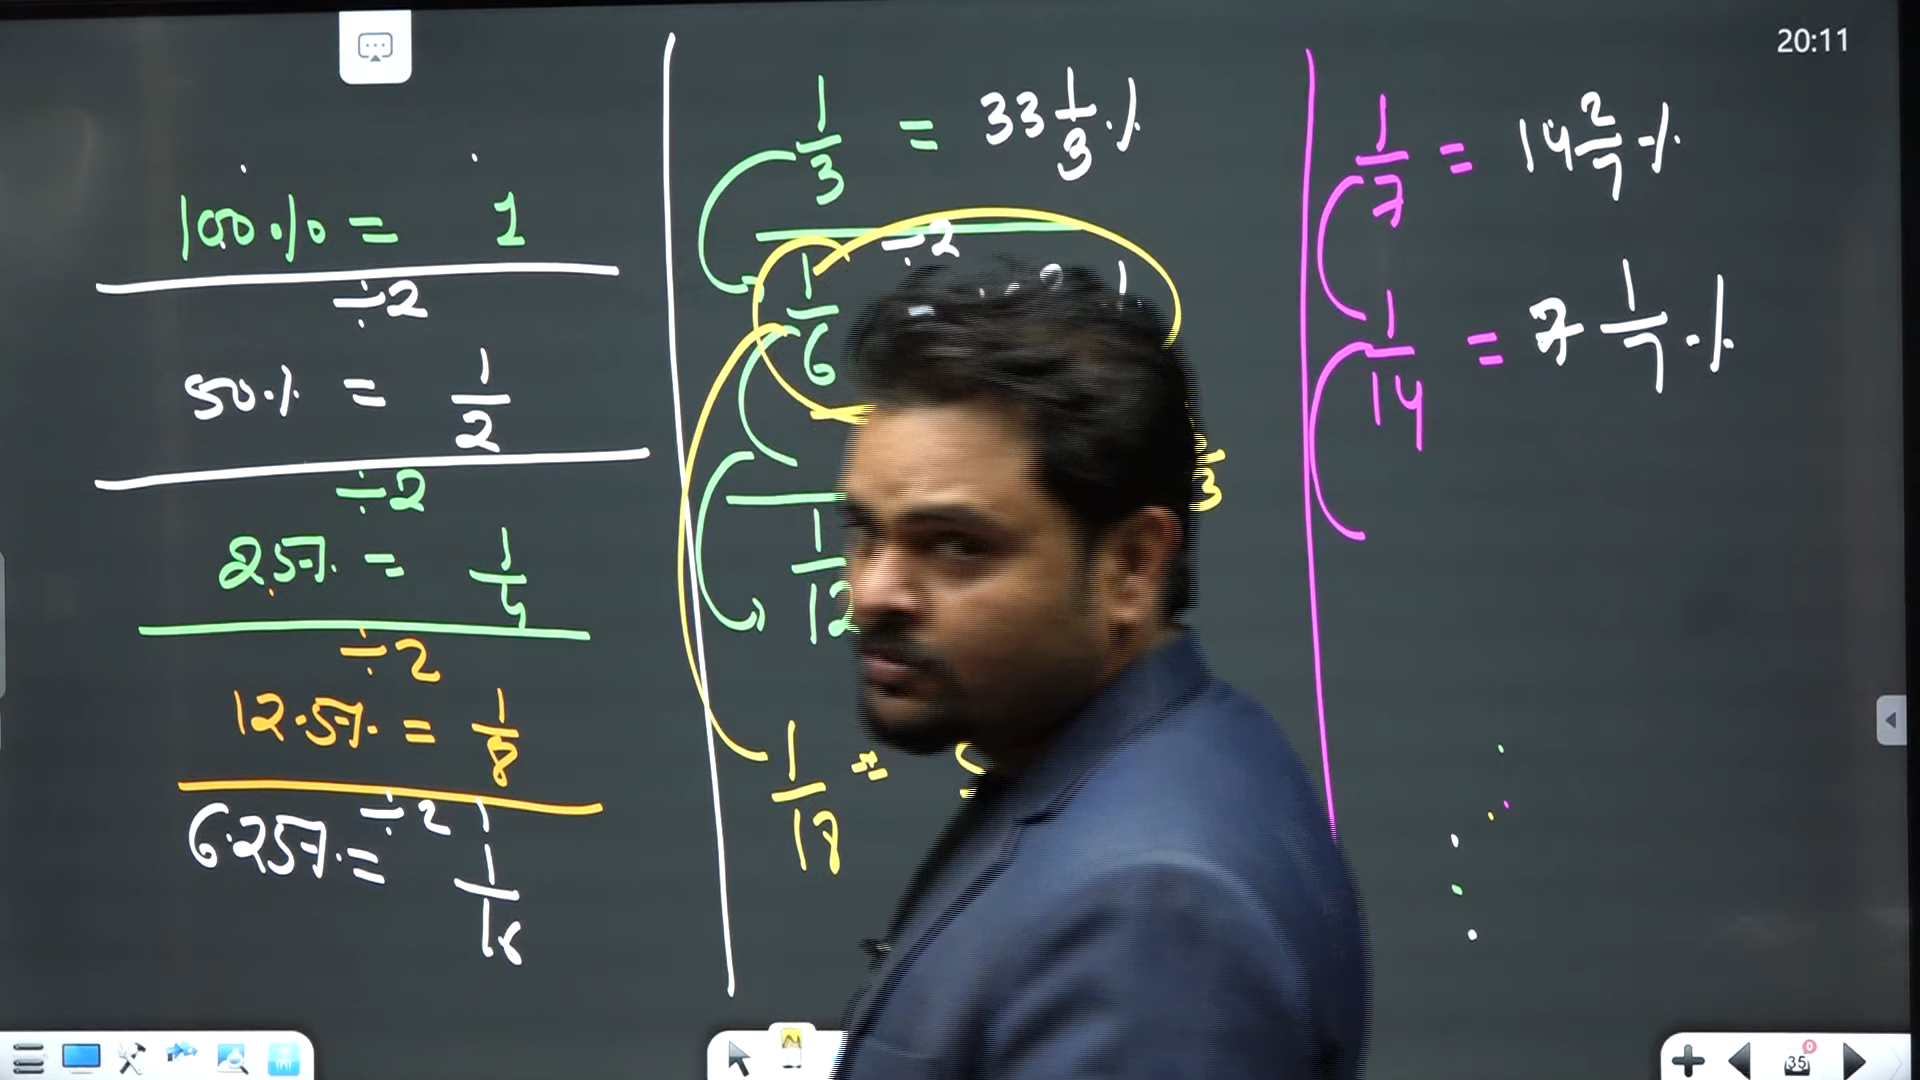 20:11
100% = 1
÷2
50% = 1/2
÷2
25% = 1/4
÷2
12.5% = 1/8
÷2
6.25% = 1/16
1/3 = 33 1/3 %
÷2
1/6
3
1/12
1/18 =
1/7 = 14 2/7 %
1/14 = 7 1/7 %
35